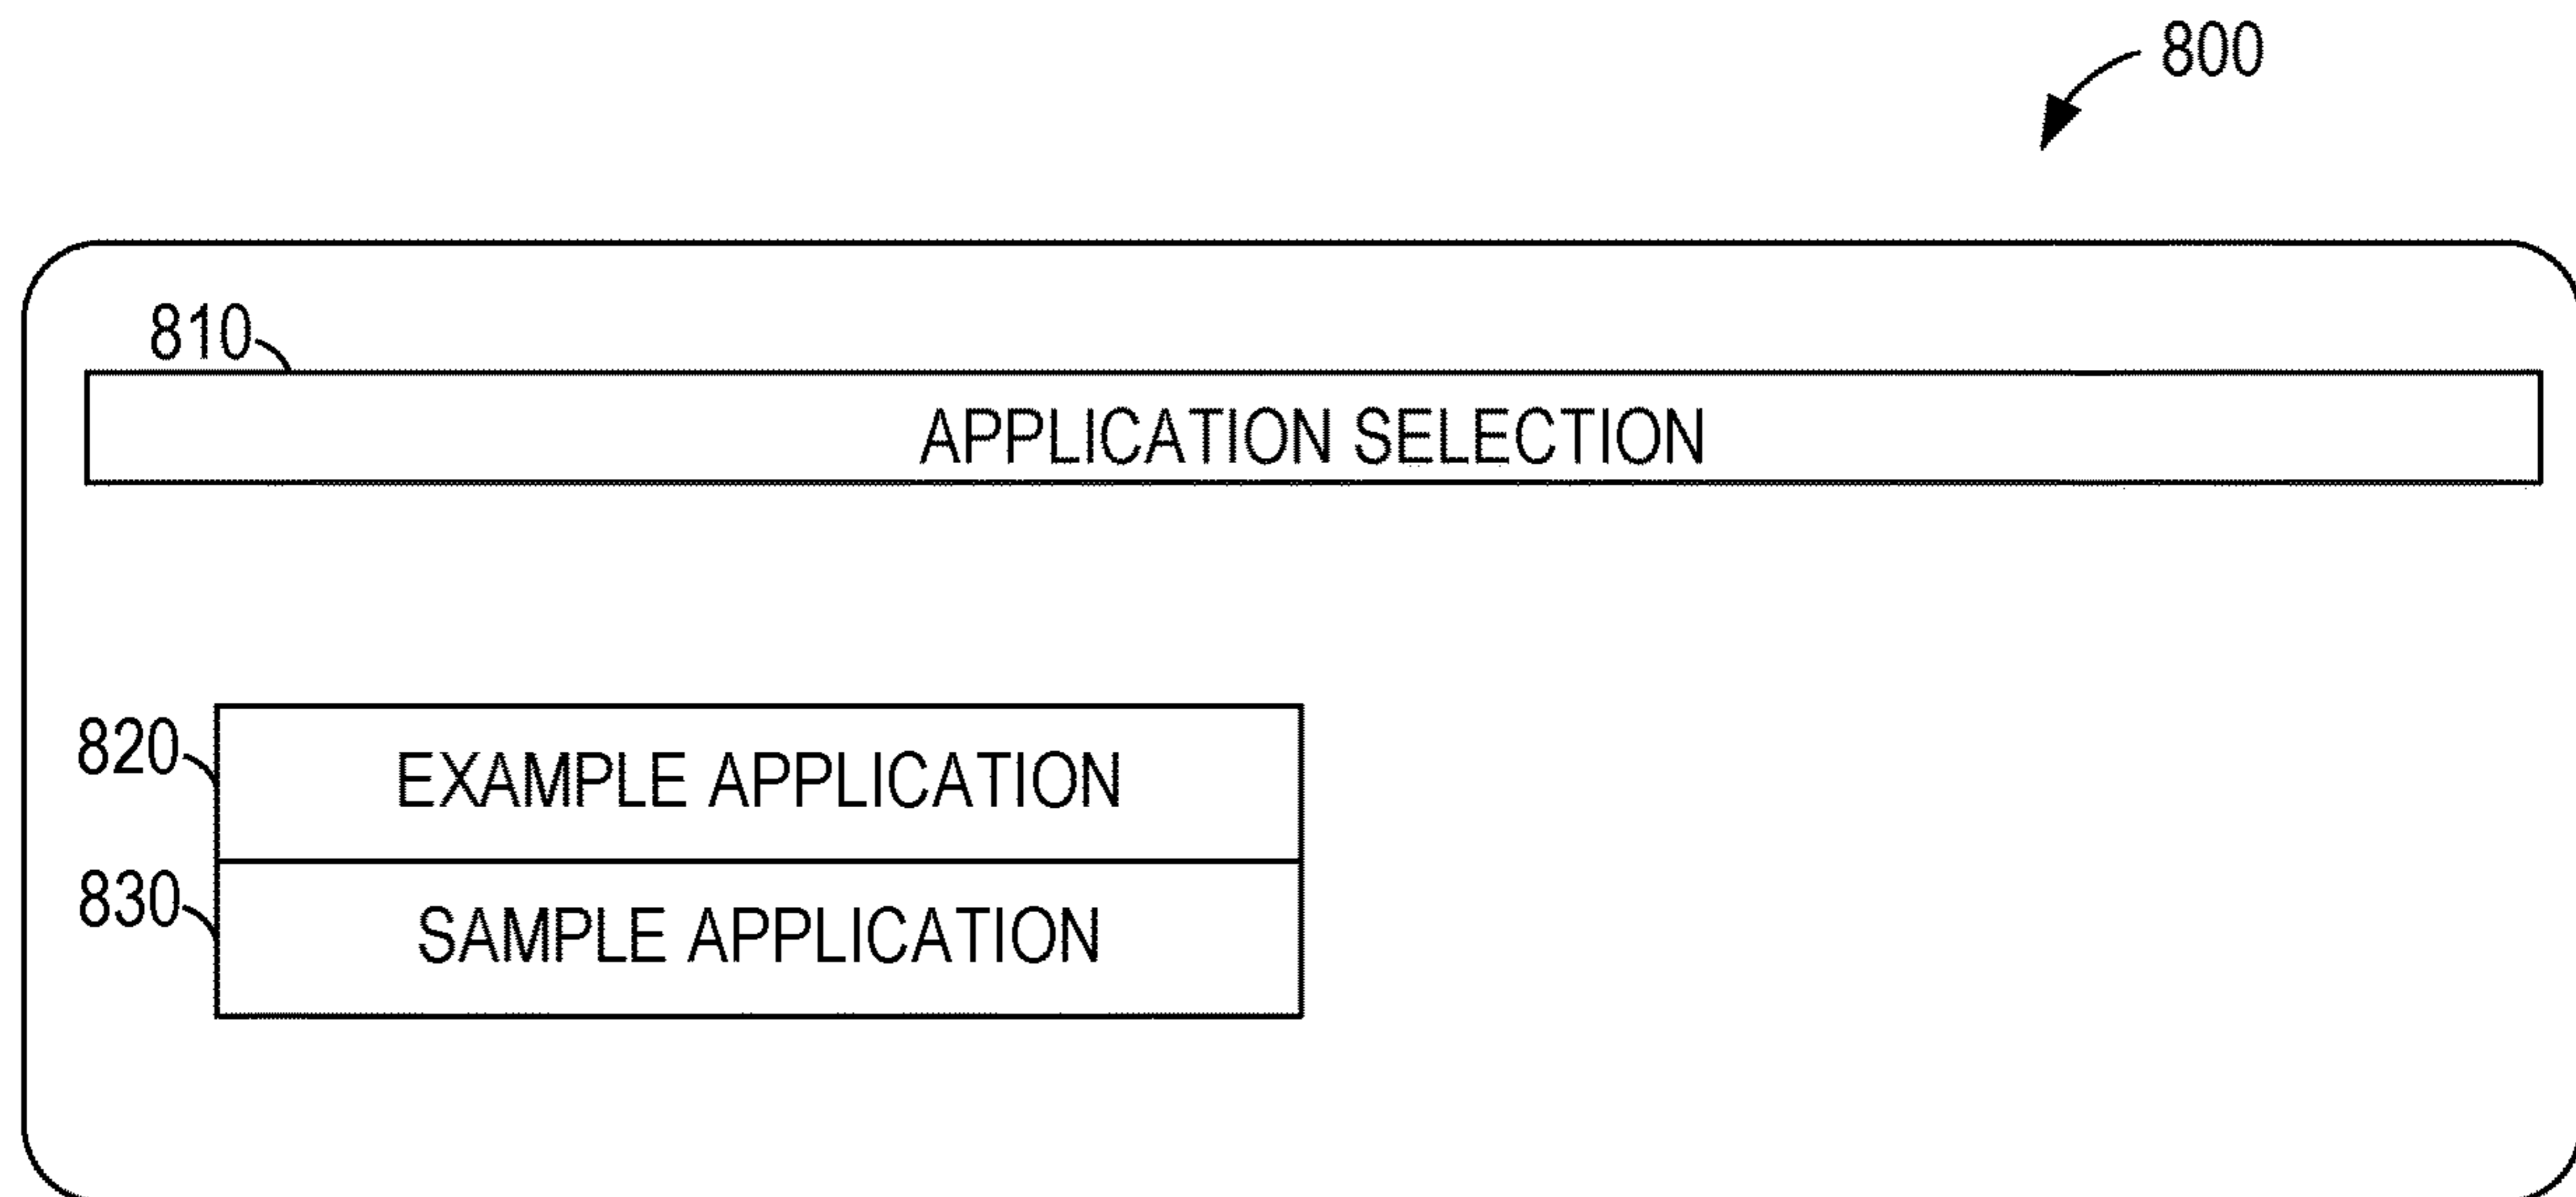 800
810
APPLICATION SELECTION
820
EXAMPLE APPLICATION
830
SAMPLE APPLICATION